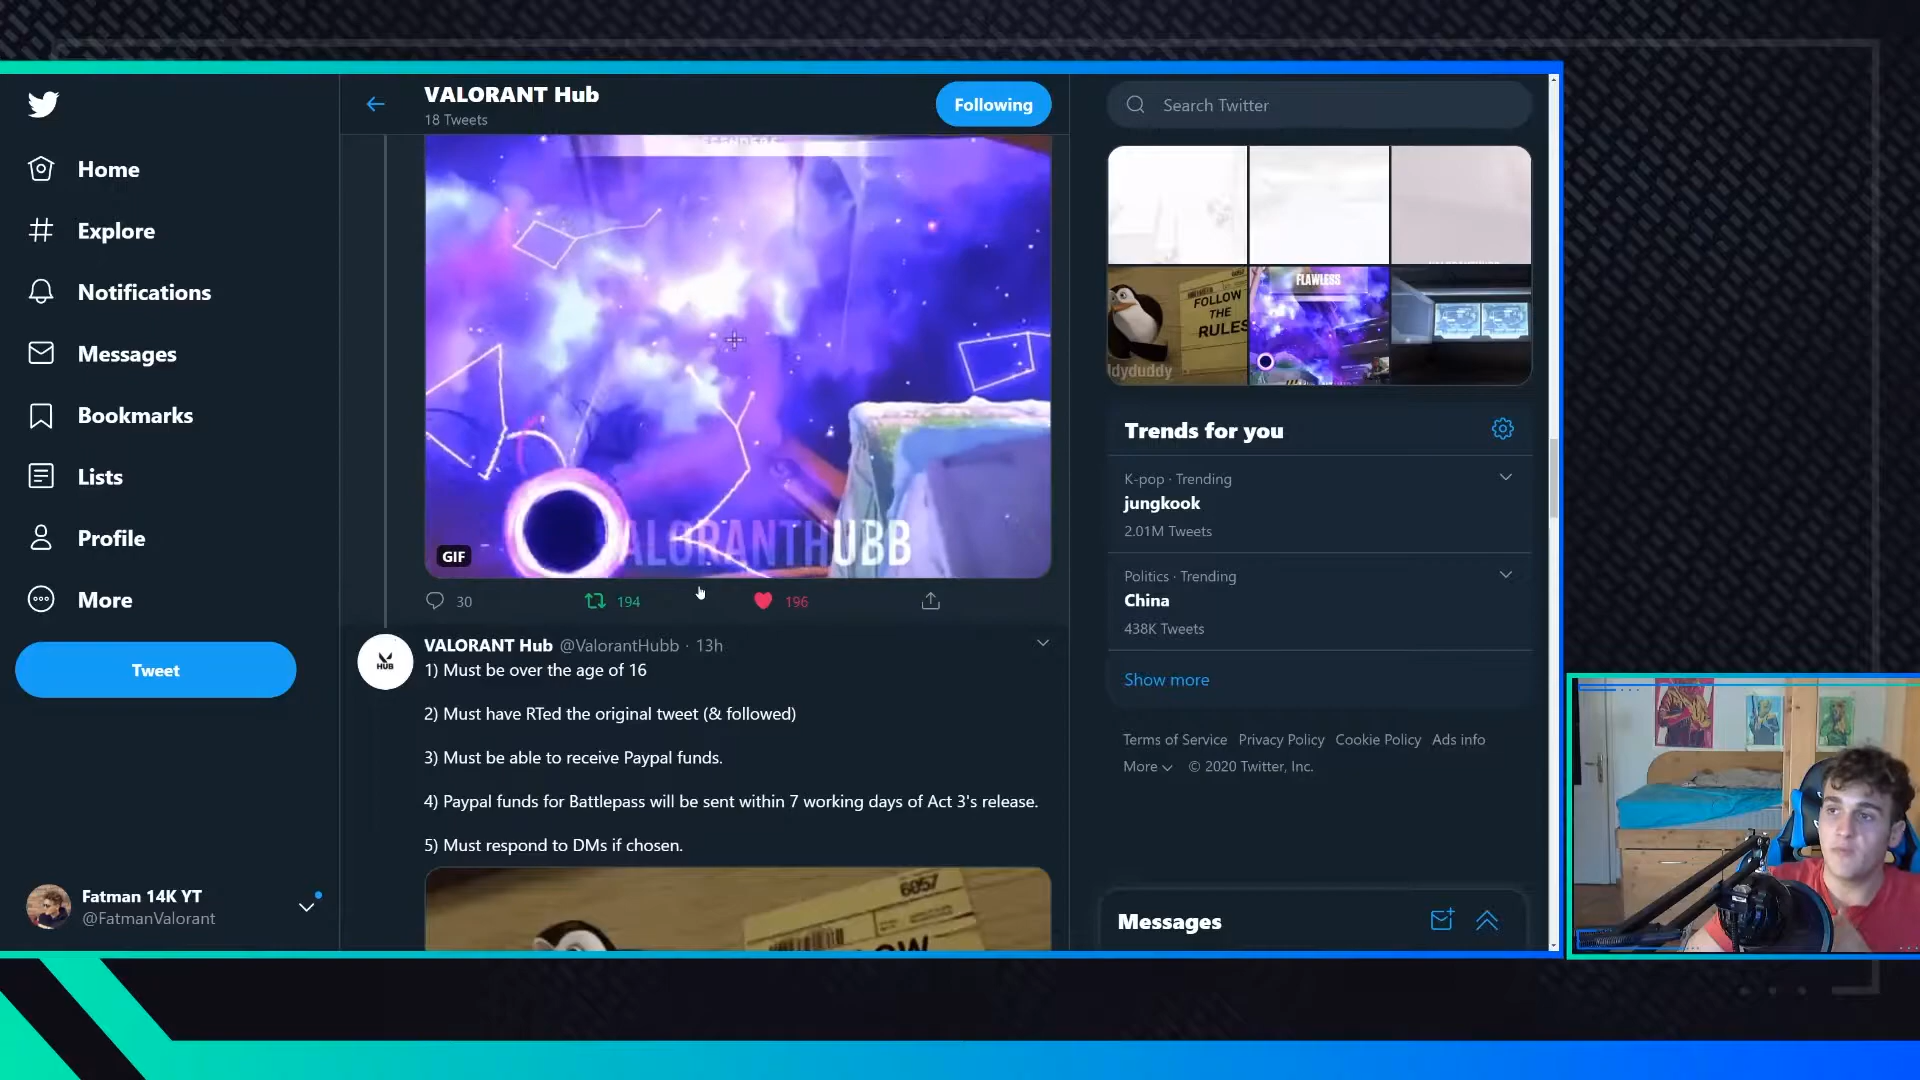 Home
Explore
Notifications
Messages
Bookmarks
Lists
Profile
More
Tweet
Fatman 14K YT
@FatmanValorant
VALORANT Hub
18 Tweets
Following
GIF
VALORANTHUBB
30
194
196
VALORANT Hub @ValorantHubb · 13h
1) Must be over the age of 16
2) Must have RTed the original tweet (& followed)
3) Must be able to receive Paypal funds.
4) Paypal funds for Battlepass will be sent within 7 working days of Act 3's release.
5) Must respond to DMs if chosen.
6057
HUB
Search Twitter
FOLLOW
THE
RULES
FLAWLESS
Trends for you
K-pop · Trending
jungkook
2.01M Tweets
Politics · Trending
China
438K Tweets
Show more
Terms of Service Privacy Policy Cookie Policy Ads info
More © 2020 Twitter, Inc.
Messages